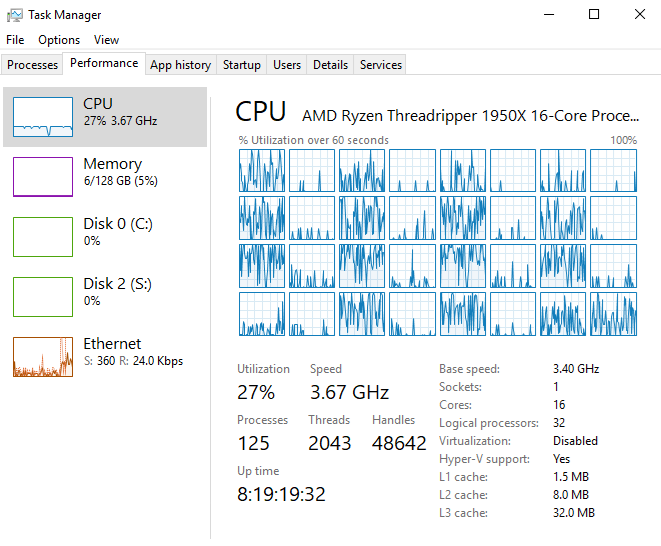 Task Manager
File Options View
Processes Performance App history Startup Users Details Services
CPU
27% 3.67 GHz
Memory
6/128 GB (5%)
Disk 0 (C:)
0%
Disk 2 (S:)
0%
Ethernet
S: 360 R: 24.0 Kbps
CPU AMD Ryzen Threadripper 1950X 16-Core Proce...
% Utilization over 60 seconds 100%
Utilization Speed
27% 3.67 GHz
Processes Threads Handles
125 2043 48642
Up time
8:19:19:32
Base speed: 3.40 GHz
Sockets: 1
Cores: 16
Logical processors: 32
Virtualization: Disabled
Hyper-V support: Yes
L1 cache: 1.5 MB
L2 cache: 8.0 MB
L3 cache: 32.0 MB